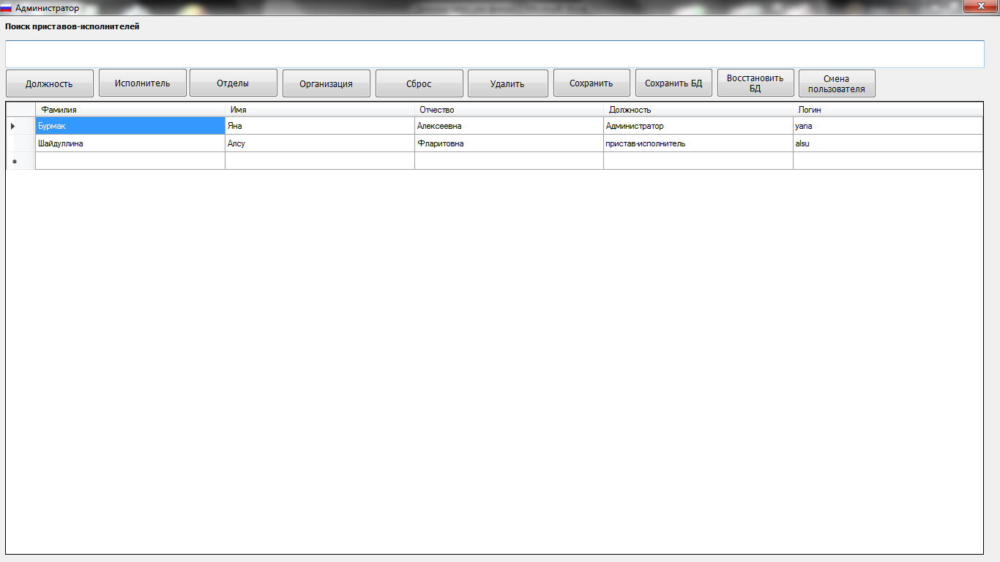 Администратор
Поиск приставов-исполнителей
Должность
Исполнитель
Отделы
Организация
Сброс
Удалить
Сохранить
Сохранить БД
Восстановить
БД
Смена
пользователя
Фамилия Имя Отчество Должность Логин
Бурмак Яна Алексеевна Администратор yana
Шайдуллина Алсу Фларитовна пристав-исполнитель alsu
*